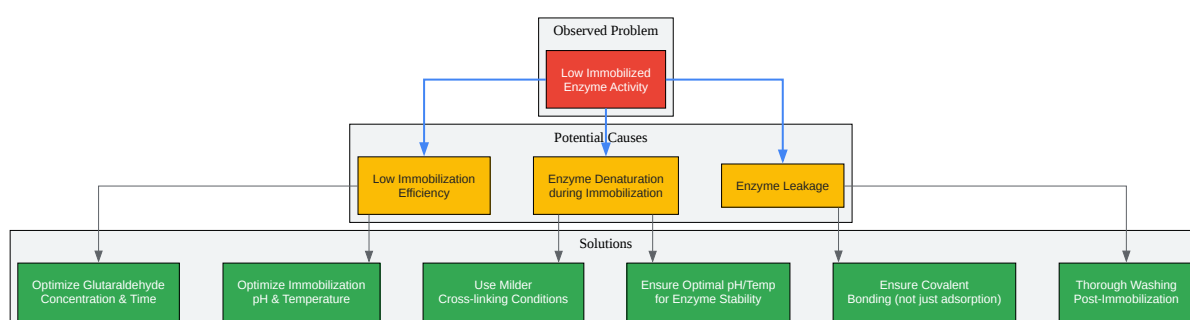 Observed Problem
Low Immobilized
Enzyme Activity
Potential Causes
Low Immobilization
Efficiency
Enzyme Denaturation
during Immobilization
Enzyme Leakage
Solutions
Optimize Glutaraldehyde
Concentration & Time
Optimize Immobilization
pH & Temperature
Use Milder
Cross-linking Conditions
Ensure Optimal pH/Temp
for Enzyme Stability
Ensure Covalent
Bonding (not just adsorption)
Thorough Washing
Post-Immobilization